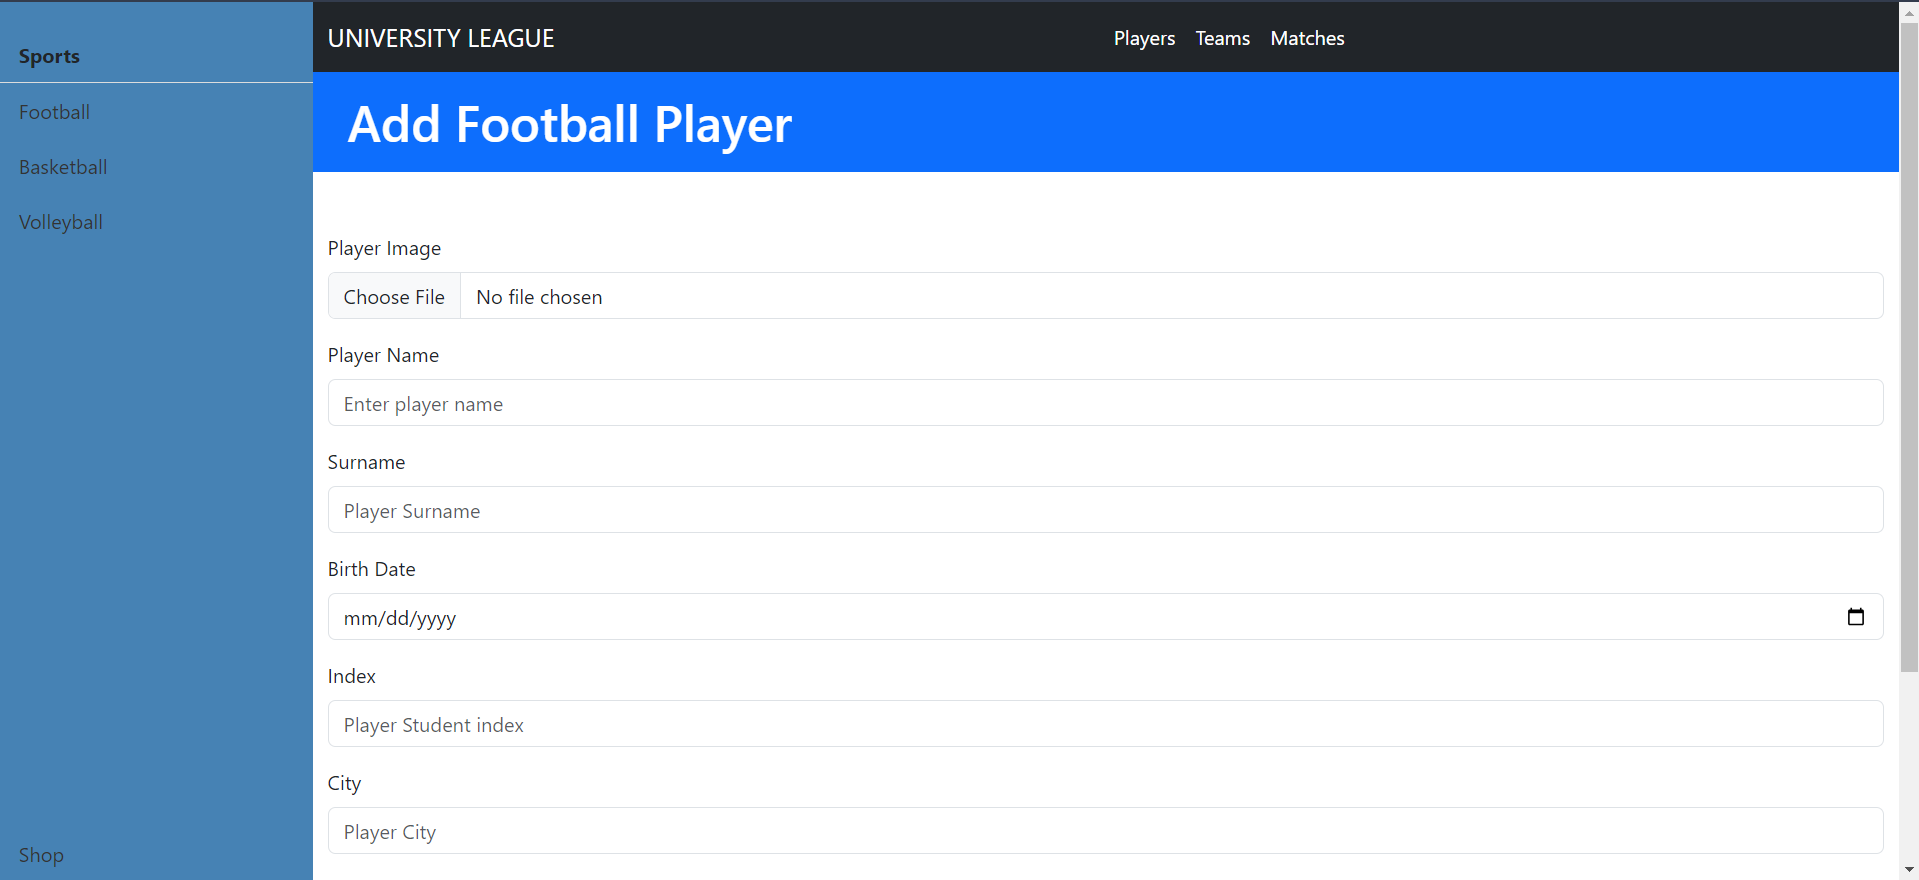 Sports
Football
Basketball
Volleyball
Shop
UNIVERSITY LEAGUE
Players Teams Matches
Add Football Player
Player Image
Choose File No file chosen
Player Name
Enter player name
Surname
Player Surname
Birth Date
mm/dd/yyyy
Index
Player Student index
City
Player City